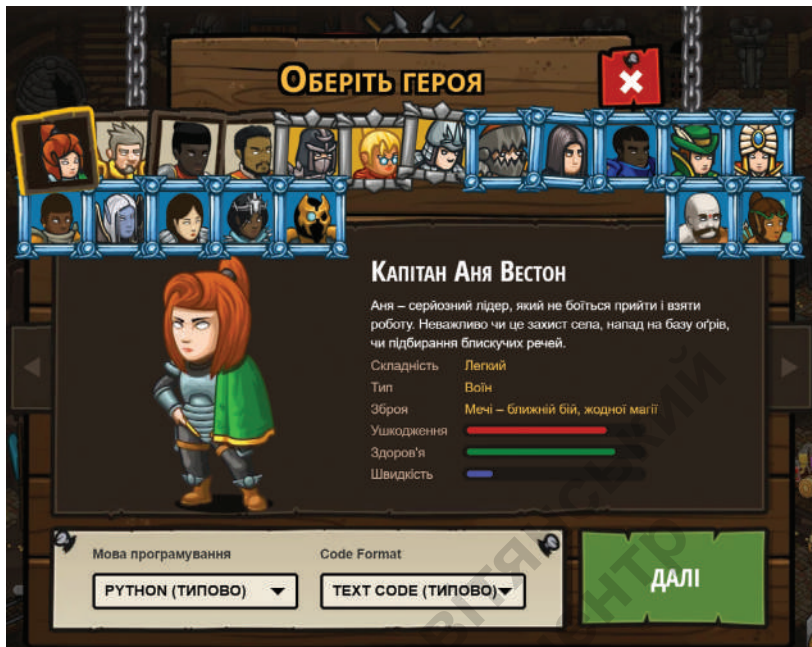 ОБЕРІТЬ ГЕРОЯ
КАПІТАН АНЯ ВЕСТОН
Аня – серйозний лідер, який не боїться прийти і взяти
роботу. Неважливо чи це захист села, напад на базу оґрів,
чи підбирання блискучих речей.
Складність Легкий
Тип Воїн
Зброя Мечі – ближній бій, жодної магії
Ушкодження
Здоров'я
Швидкість
Мова програмування Code Format
PYTHON (ТИПОВО) TEXT CODE (ТИПОВО)
ДАЛІ